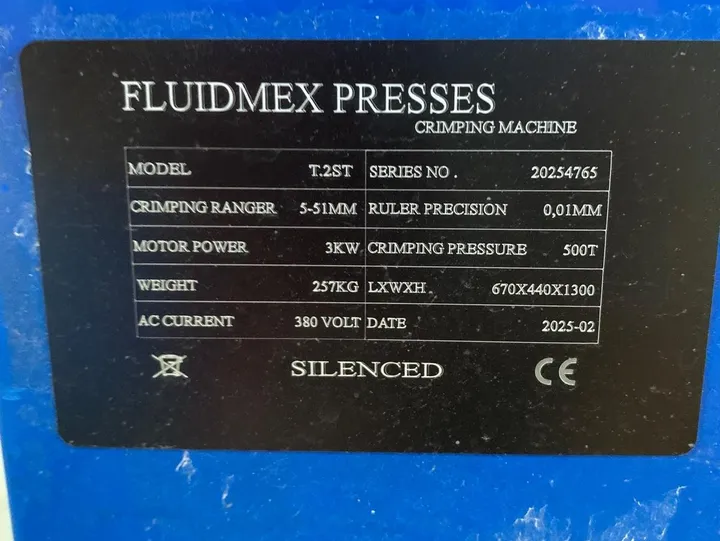 FLUIDMEX PRESSES
CRIMPING MACHINE
MODEL T.2ST SERIES NO . 20254765
CRIMPING RANGER 5-51MM RULER PRECISION 0,01MM
MOTOR POWER 3KW CRIMPING PRESSURE 500T
WEIGHT 257KG LXWXH 670X440X1300
AC CURRENT 380 VOLT DATE 2025-02
SILENCED CE